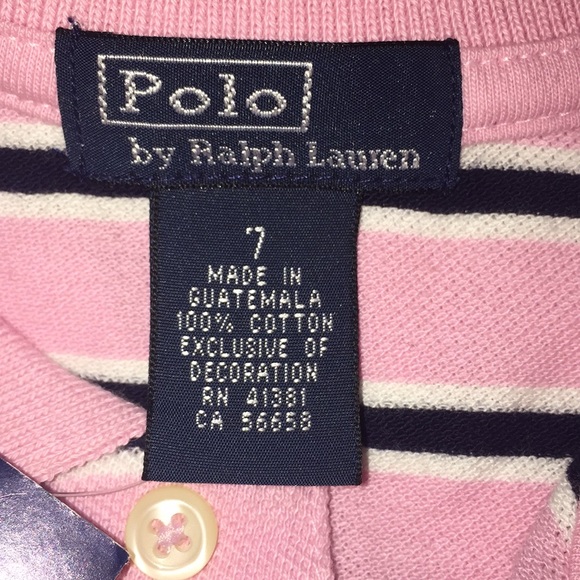 Polo
by Ralph Lauren
7
MADE IN
GUATEMALA
100% COTTON
EXCLUSIVE OF
DECORATION
RN 41381
CA 56658